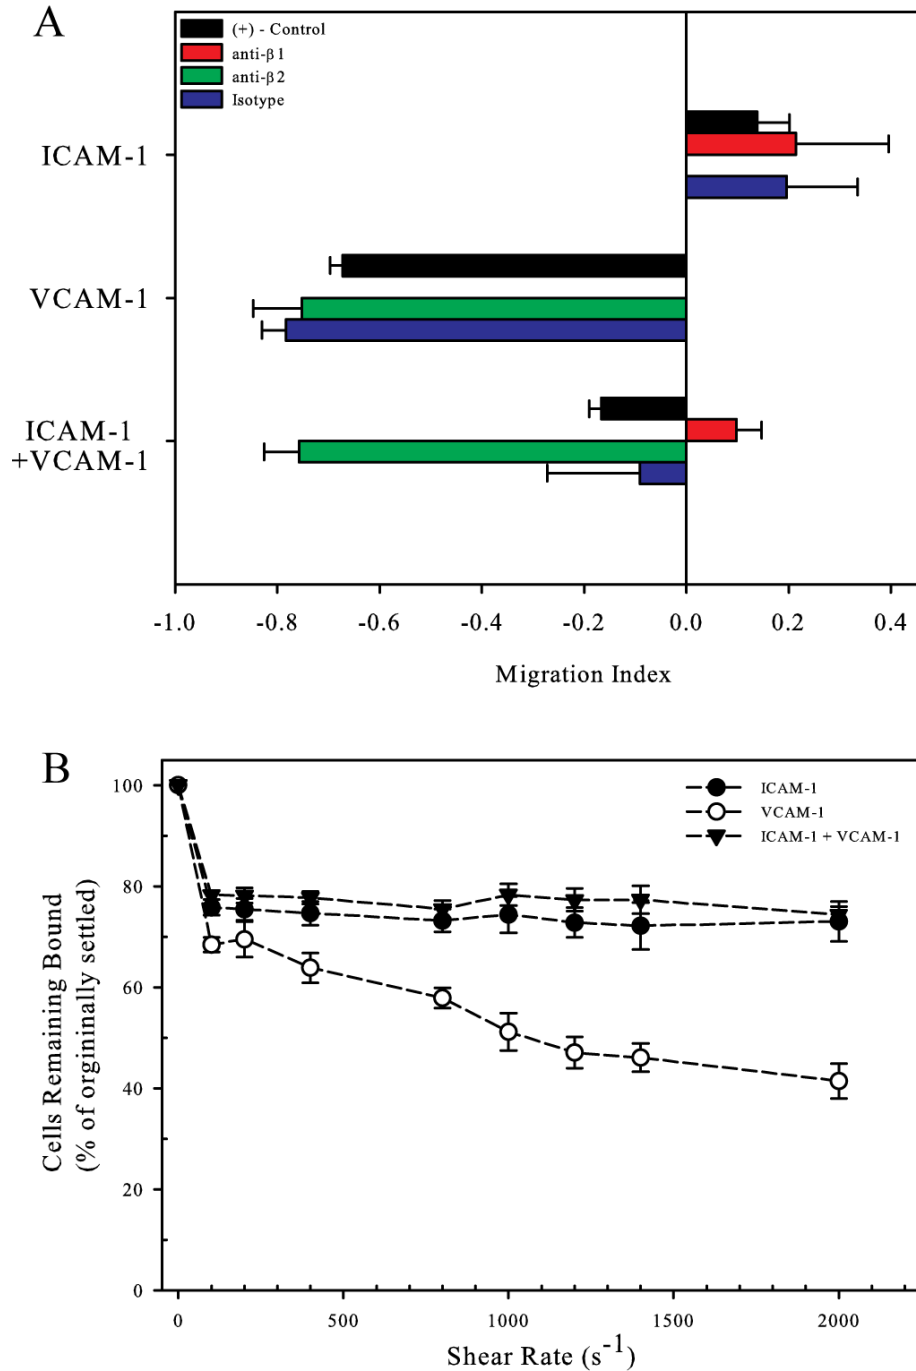 A
(+) - Control
anti-β1
anti-β2
Isotype
ICAM-1
VCAM-1
ICAM-1
+VCAM-1
-1.0 -0.8 -0.6 -0.4 -0.2 0.0 0.2 0.4
Migration Index
B
ICAM-1
VCAM-1
ICAM-1 + VCAM-1
100
80
60
40
20
0
Cells Remaining Bound
(% of orgininally settled)
0 500 1000 1500 2000
Shear Rate (s⁻¹)